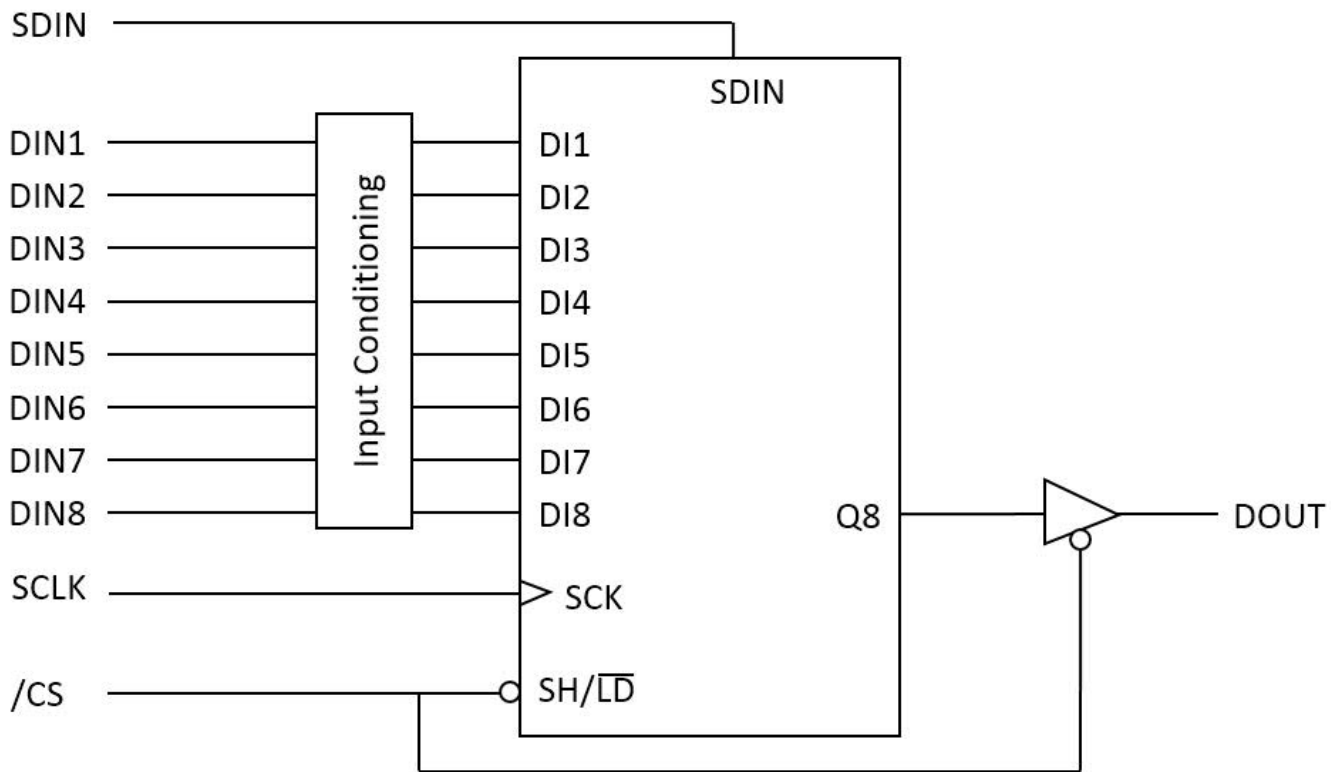 SDIN
SDIN
DIN1
DI1
DIN2
DI2
DIN3
DI3
DIN4
DI4
DIN5
DI5
DIN6
DI6
DIN7
DI7
DIN8
DI8
Input Conditioning
Q8
DOUT
SCLK
SCK
/CS
SH/L̅D̅